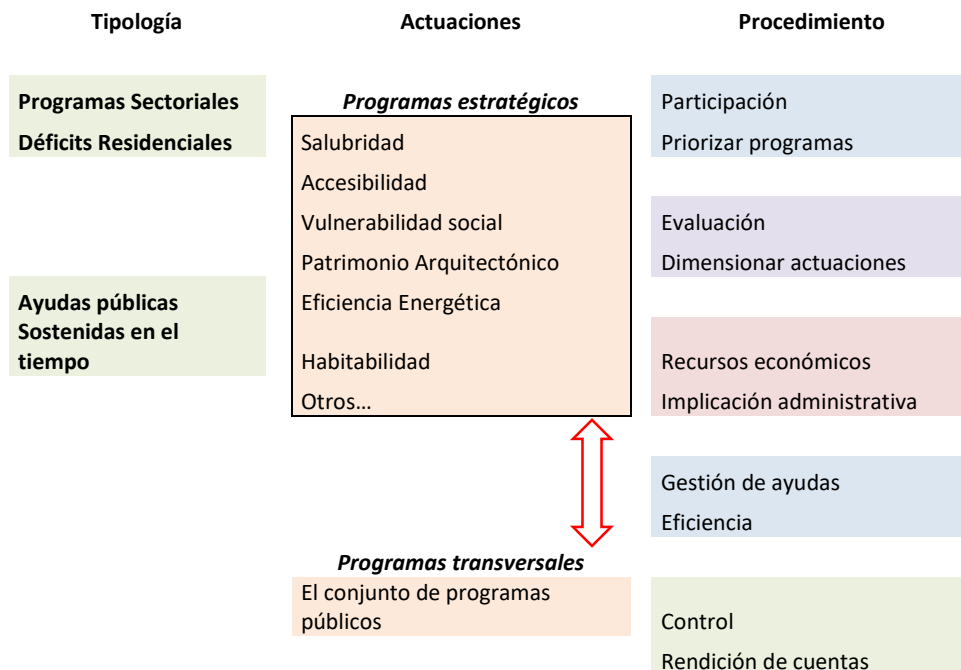 Tipología
Actuaciones
Procedimiento
Programas Sectoriales
Déficits Residenciales
Ayudas públicas
Sostenidas en el
tiempo
Programas estratégicos
Salubridad
Accesibilidad
Vulnerabilidad social
Patrimonio Arquitectónico
Eficiencia Energética
Habitabilidad
Otros...
Programas transversales
El conjunto de programas
públicos
Participación
Priorizar programas
Evaluación
Dimensionar actuaciones
Recursos económicos
Implicación administrativa
Gestión de ayudas
Eficiencia
Control
Rendición de cuentas